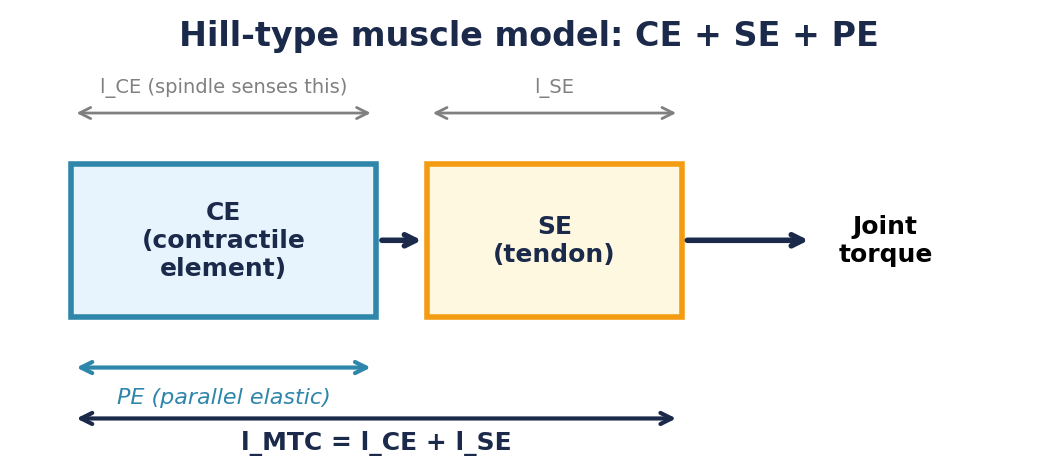 Hill-type muscle model: CE + SE + PE
l_CE (spindle senses this)
l_SE
CE
(contractile
element)
SE
(tendon)
Joint
torque
PE (parallel elastic)
l_MTC = l_CE + l_SE